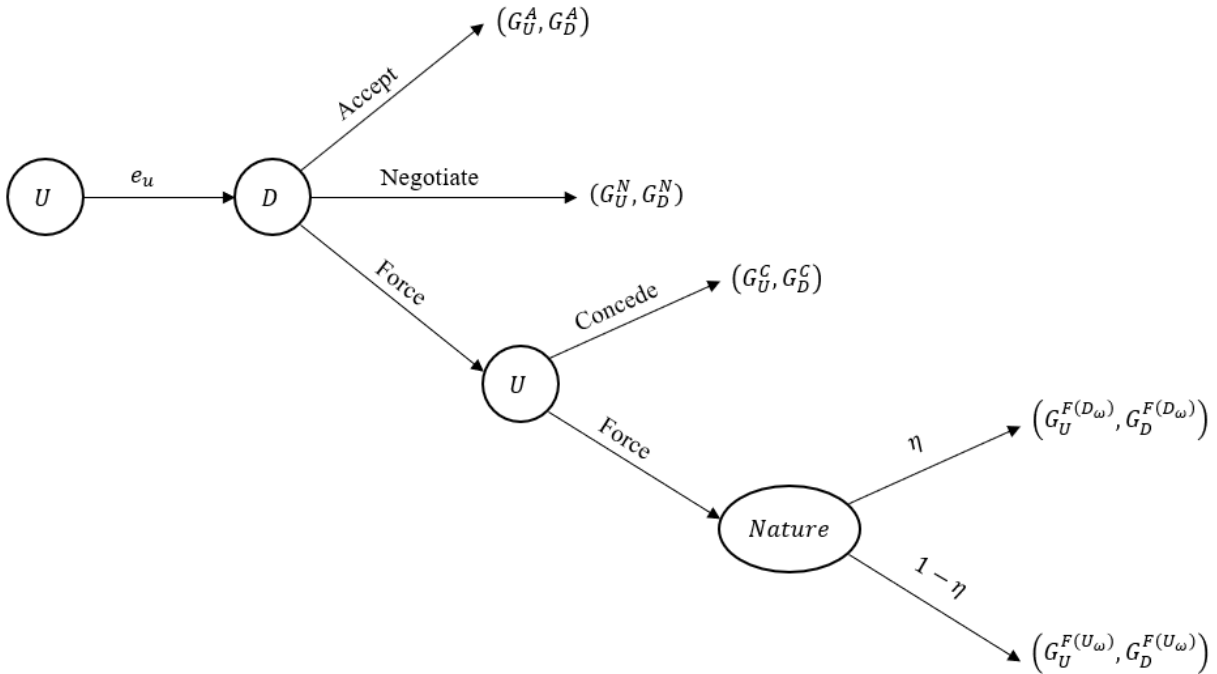 (G_U^A, G_D^A)
Accept
U
e_u
D
Negotiate
(G_U^N, G_D^N)
Force
(G_U^C, G_D^C)
Concede
U
Force
(G_U^{F(D_ω)}, G_D^{F(D_ω)})
η
Nature
1 − η
(G_U^{F(U_ω)}, G_D^{F(U_ω)})